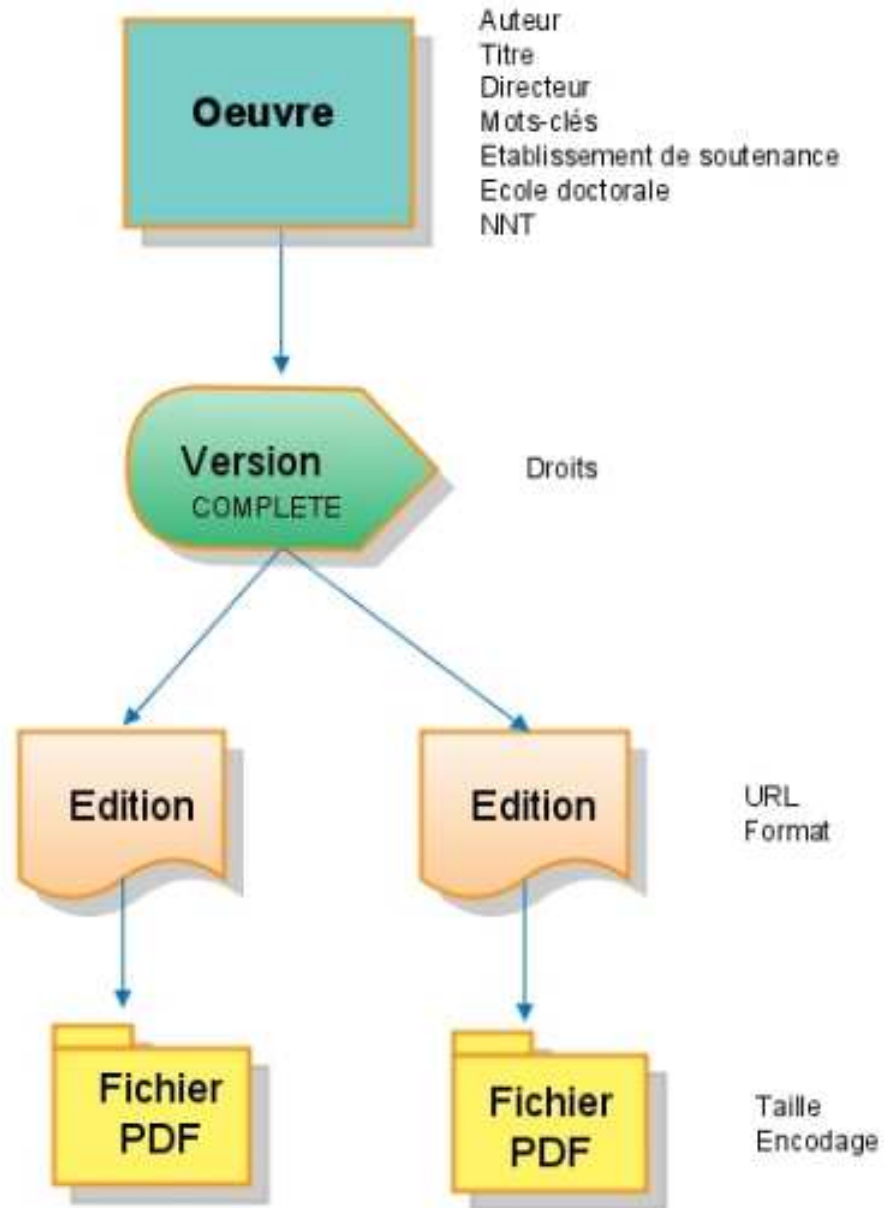 Auteur
Titre
Directeur
Mots-clés
Etablissement de soutenance
Ecole doctorale
NNT
Oeuvre
Version
COMPLETE
Droits
Edition
Edition
URL
Format
Fichier
PDF
Fichier
PDF
Taille
Encodage